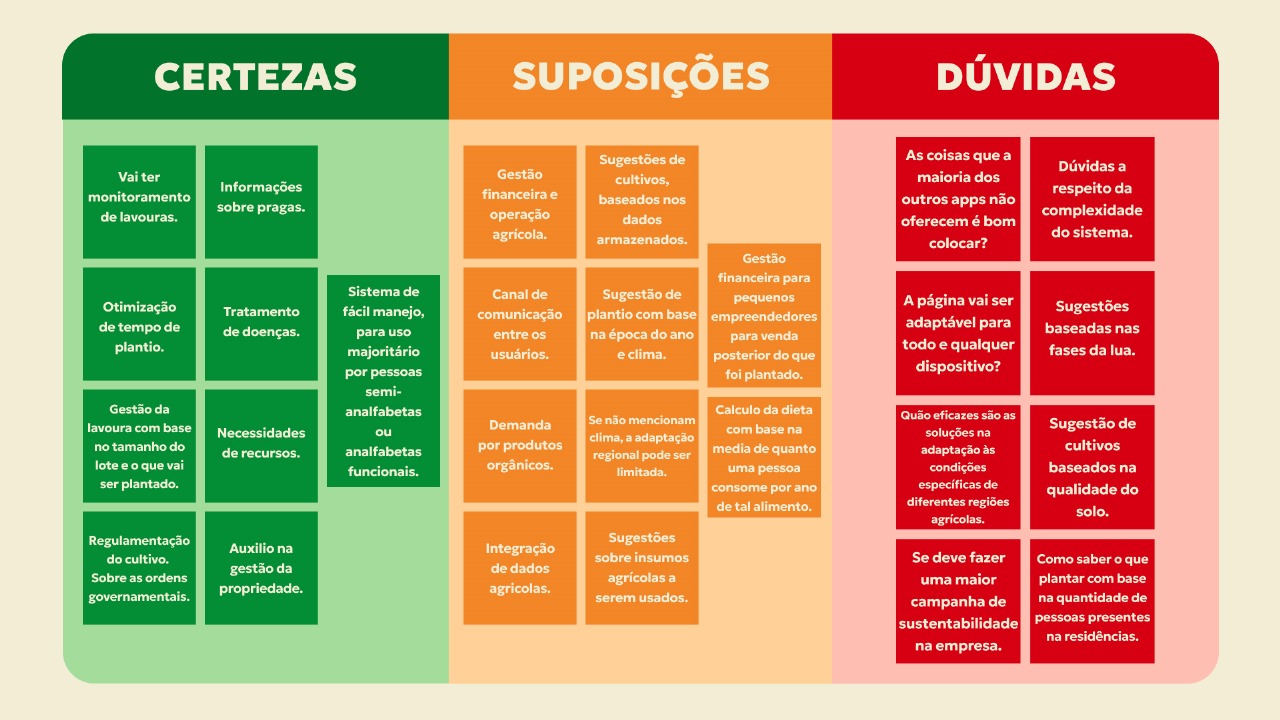 CERTEZAS
Vai ter
monitoramento
de lavouras.
Informações
sobre pragas.
Otimização
de tempo de
plantio.
Tratamento
de doenças.
Gestão da
lavoura com base
no tamanho do
lote e o que vai
ser plantado.
Necessidades
de recursos.
Regulamentação
do cultivo.
Sobre as ordens
governamentais.
Auxilio na
gestão da
propriedade.
Sistema de
fácil manejo,
para uso
majoritário
por pessoas
semi-
analfabetas
ou
analfabetas
funcionais.
SUPOSIÇÕES
Gestão
financeira e
operação
agrícola.
Sugestões de
cultivos,
baseados nos
dados
armazenados.
Canal de
comunicação
entre os
usuários.
Sugestão de
plantio com base
na época do ano
e clima.
Demanda
por produtos
orgânicos.
Se não mencionam
clima, a adaptação
regional pode ser
limitada.
Integração
de dados
agricolas.
Sugestões
sobre insumos
agrícolas a
serem usados.
Gestão
financeira para
pequenos
empreendedores
para venda
posterior do que
foi plantado.
Calculo da dieta
com base na
media de quanto
uma pessoa
consome por ano
de tal alimento.
DÚVIDAS
As coisas que a
maioria dos
outros apps não
oferecem é bom
colocar?
Dúvidas a
respeito da
complexidade
do sistema.
A página vai ser
adaptável para
todo e qualquer
dispositivo?
Sugestões
baseadas nas
fases da lua.
Quão eficazes são as
soluções na
adaptação às
condições
específicas de
diferentes regiões
agrícolas.
Sugestão de
cultivos
baseados na
qualidade do
solo.
Se deve fazer
uma maior
campanha de
sustentabilidade
na empresa.
Como saber o que
plantar com base
na quantidade de
pessoas presentes
na residências.